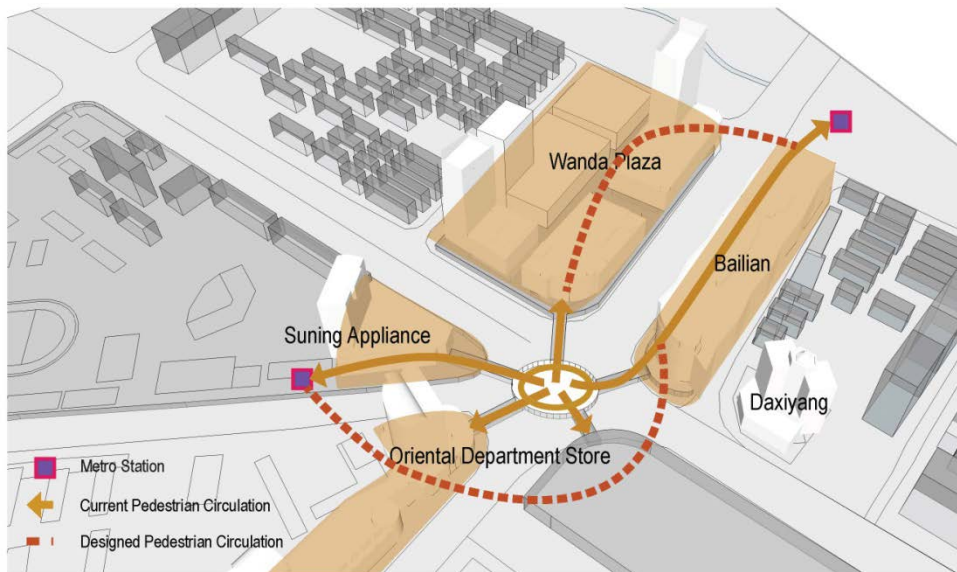 Wanda Plaza
Bailian
Suning Appliance
Daxiyang
Oriental Department Store
Metro Station
Current Pedestrian Circulation
Designed Pedestrian Circulation